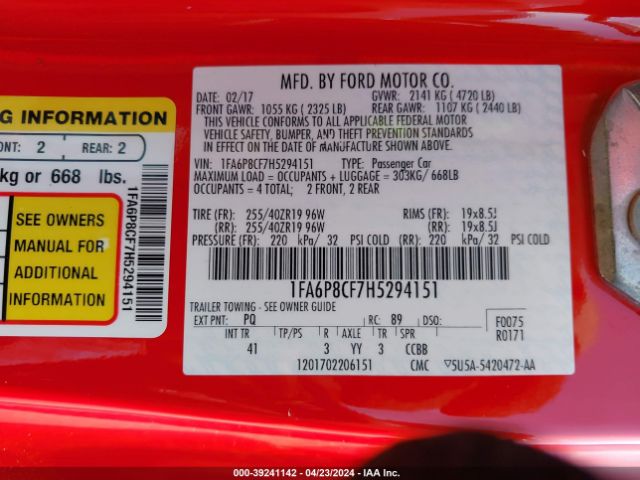 MFD. BY FORD MOTOR CO.
DATE: 02/17 GVWR: 2141 KG ( 4720 LB)
FRONT GAWR: 1055 KG ( 2325 LB) REAR GAWR: 1107 KG ( 2440 LB)
THIS VEHICLE CONFORMS TO ALL APPLICABLE FEDERAL MOTOR
VEHICLE SAFETY, BUMPER, AND THEFT PREVENTION STANDARDS
IN EFFECT ON THE DATE OF MANUFACTURE SHOWN ABOVE.
VIN: 1FA6P8CF7H5294151 TYPE: Passenger Car
MAXIMUM LOAD = OCCUPANTS + LUGGAGE = 303KG/ 668LB
OCCUPANTS = 4 TOTAL; 2 FRONT, 2 REAR
TIRE (FR): 255/40ZR19 96W RIMS (FR): 19x8.5J
(RR): 255/40ZR19 96W (RR): 19x8.5J
PRESSURE (FR): 220 kPa/ 32 PSI COLD (RR): 220 kPa/ 32 PSI COLD
1FA6P8CF7H5294151
TRAILER TOWING - SEE OWNER GUIDE
EXT PNT: PQ RC: 89 DSO: F0075
R0171
INT TR TP/PS R AXLE TR SPR
41 3 YY 3 CCBB
1201702206151 CMC 5U5A-5420472-AA
G INFORMATION
ONT: 2 REAR: 2
kg or 668 lbs.
SEE OWNERS
MANUAL FOR
ADDITIONAL
INFORMATION
1FA6P8CF7H5294151
000-39241142 - 04/23/2024 - IAA Inc.